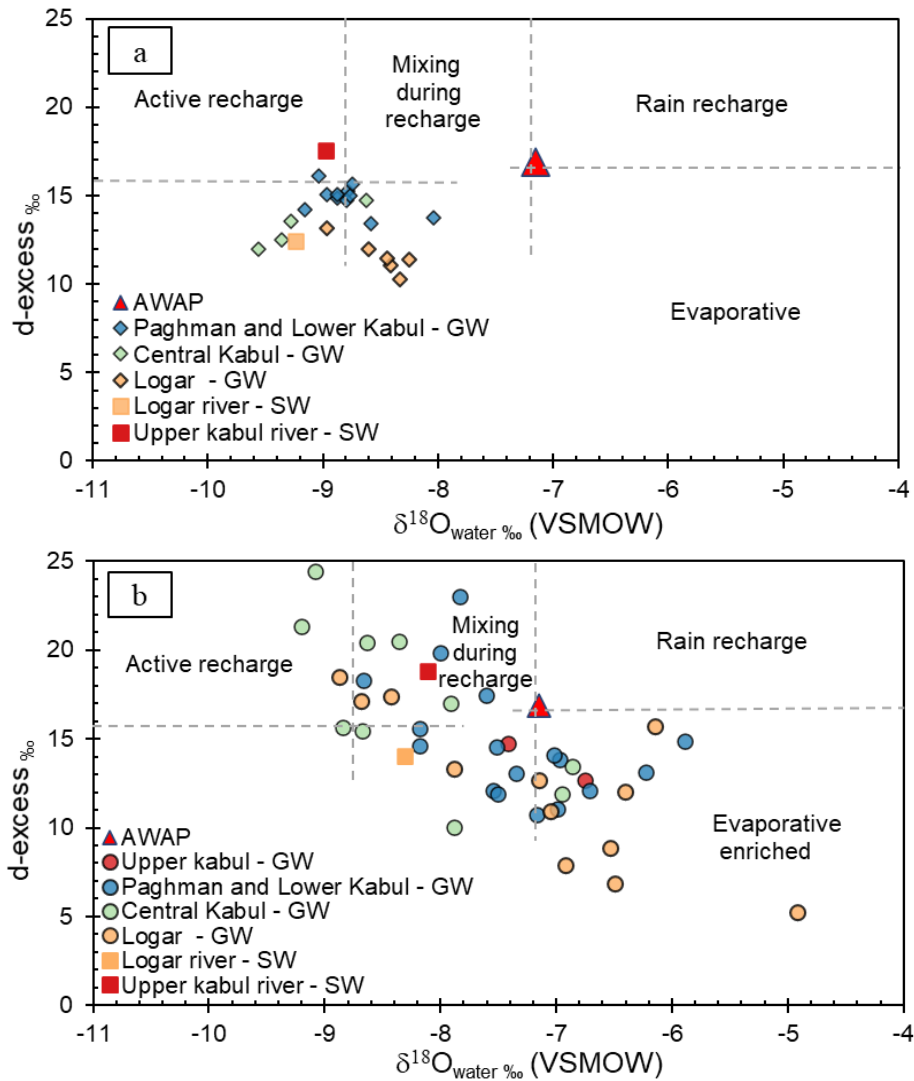 25
a
Mixing
during
recharge
Active recharge
Rain recharge
20
15
10
5
0
d-excess ‰
Evaporative
AWAP
Paghman and Lower Kabul - GW
Central Kabul - GW
Logar - GW
Logar river - SW
Upper kabul river - SW
-11 -10 -9 -8 -7 -6 -5 -4
δ¹⁸Owater ‰ (VSMOW)
25
b
Mixing
during
recharge
Active recharge
Rain recharge
20
15
10
5
0
d-excess ‰
Evaporative
enriched
AWAP
Upper kabul - GW
Paghman and Lower Kabul - GW
Central Kabul - GW
Logar - GW
Logar river - SW
Upper kabul river - SW
-11 -10 -9 -8 -7 -6 -5 -4
δ¹⁸Owater ‰ (VSMOW)